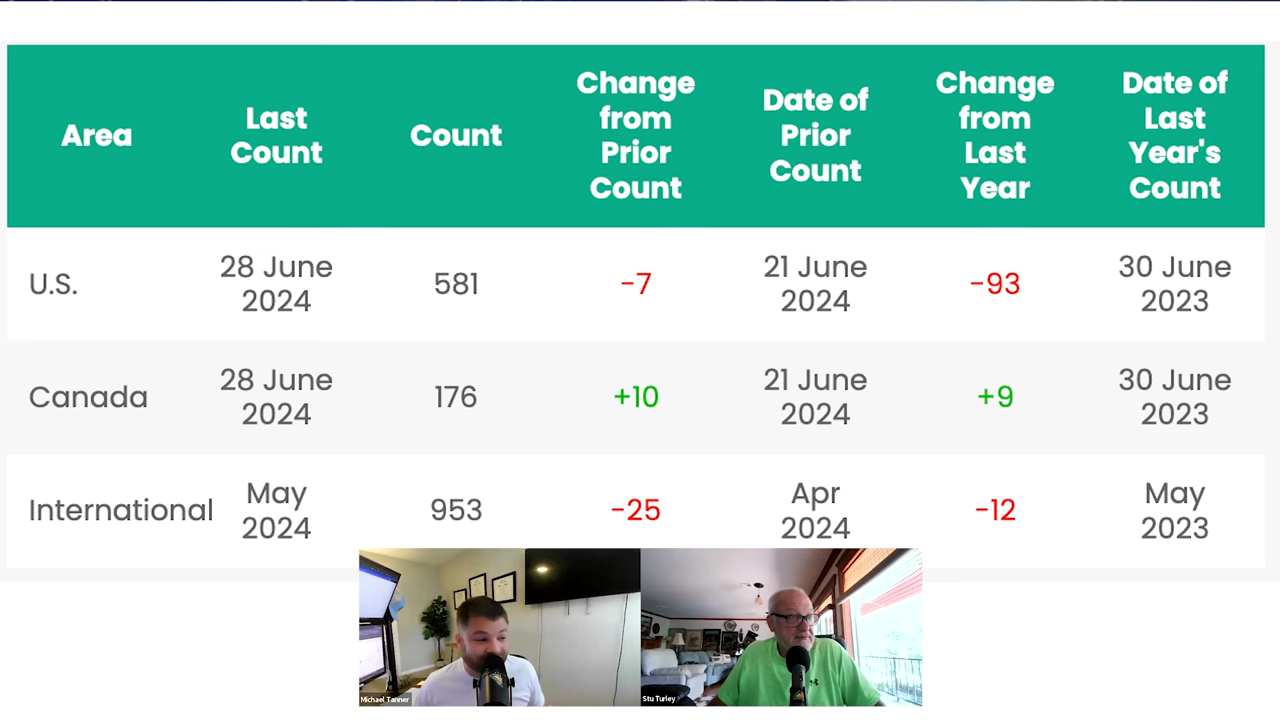 Area
Last
Count
Count
Change
from
Prior
Count
Date of
Prior
Count
Change
from
Last
Year
Date of
Last
Year's
Count
U.S.
28 June
2024
581
-7
21 June
2024
-93
30 June
2023
Canada
28 June
2024
176
+10
21 June
2024
+9
30 June
2023
International
May
2024
953
-25
Apr
2024
-12
May
2023
Michael Tanner
Stu Turley